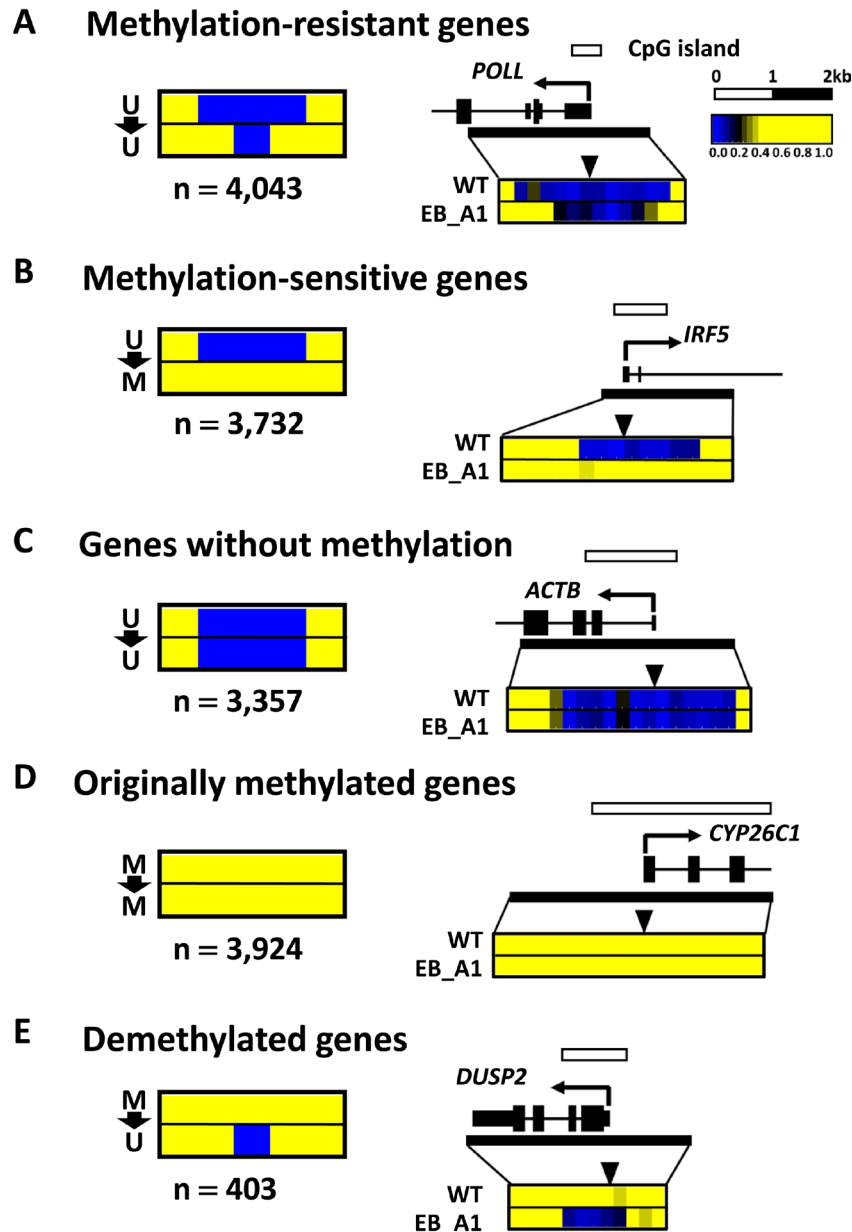 A Methylation-resistant genes
CpG island
POLL
0 1 2kb
0.0 0.2 0.4 0.6 0.8 1.0
U
U
n = 4,043
WT
EB_A1
B Methylation-sensitive genes
IRF5
U
M
n = 3,732
WT
EB_A1
C Genes without methylation
ACTB
U
U
n = 3,357
WT
EB_A1
D Originally methylated genes
CYP26C1
M
M
n = 3,924
WT
EB_A1
E Demethylated genes
DUSP2
M
U
n = 403
WT
EB_A1